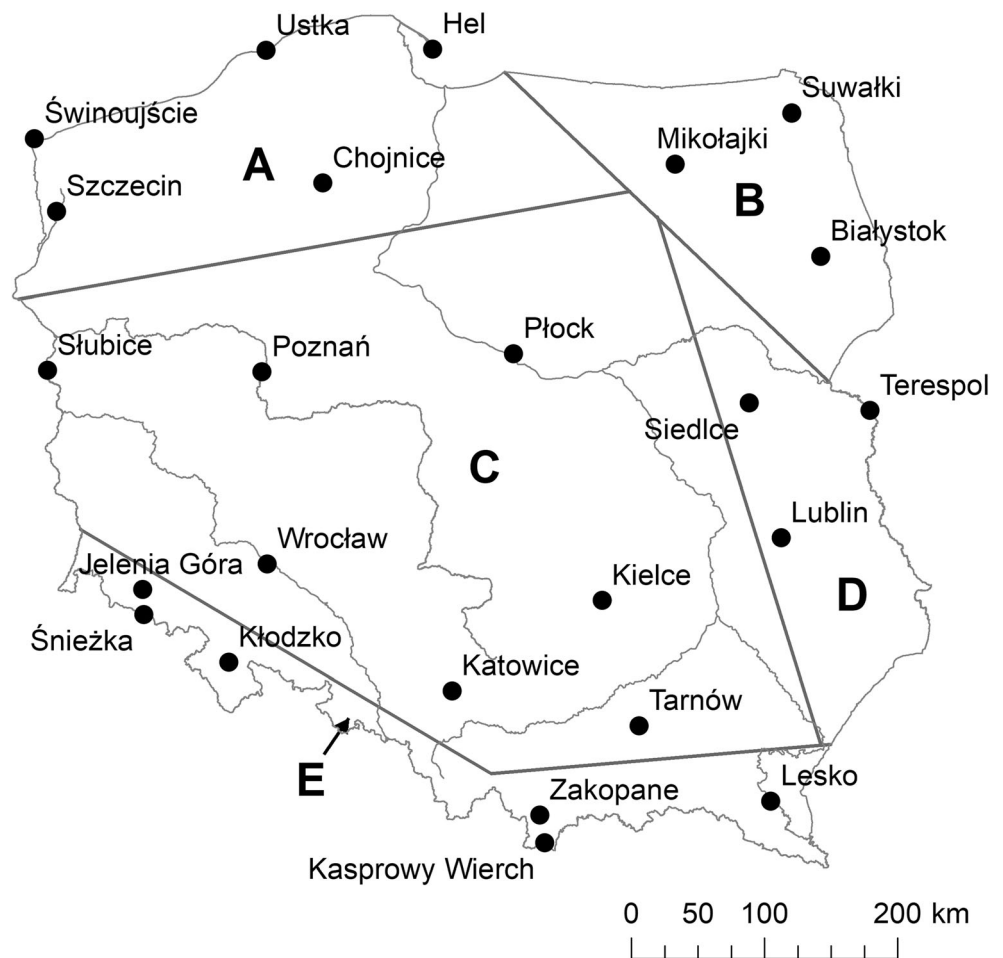 Ustka
Hel
Świnoujście
Suwałki
Mikołajki
Chojnice
A
Szczecin
B
Białystok
Płock
Słubice
Poznań
Terespol
Siedlce
C
Lublin
Wrocław
Jelenia Góra
Kielce
D
Śnieżka
Kłodzko
Katowice
Tarnów
E
Zakopane
Lesko
Kasprowy Wierch
0 50 100 200 km